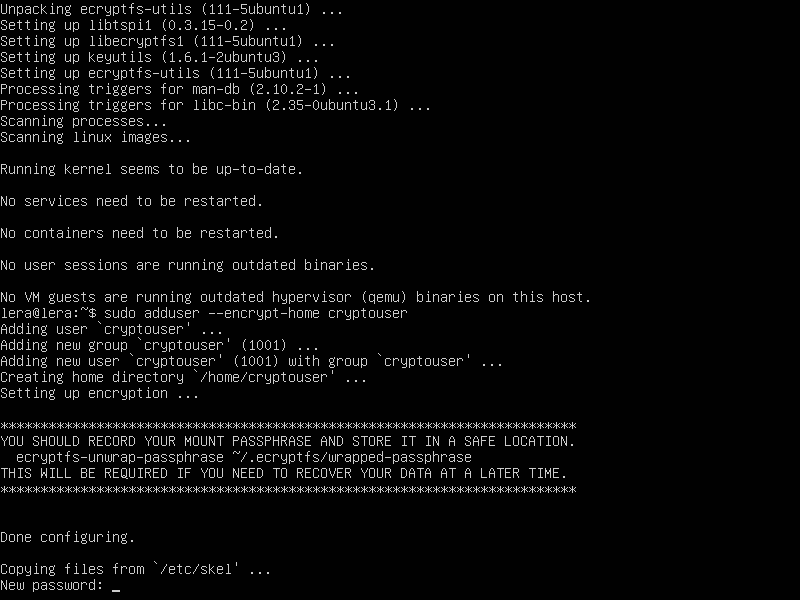 Unpacking ecryptfs-utils (111-5ubuntu1) ...
Setting up libtspi1 (0.3.15-0.2) ...
Setting up libecryptfs1 (111-5ubuntu1) ...
Setting up keyutils (1.6.1-2ubuntu3) ...
Setting up ecryptfs-utils (111-5ubuntu1) ...
Processing triggers for man-db (2.10.2-1) ...
Processing triggers for libc-bin (2.35-0ubuntu3.1) ...
Scanning processes...
Scanning linux images...

Running kernel seems to be up-to-date.

No services need to be restarted.

No containers need to be restarted.

No user sessions are running outdated binaries.

No VM guests are running outdated hypervisor (qemu) binaries on this host.
lera@lera:~$ sudo adduser --encrypt-home cryptouser
Adding user `cryptouser' ...
Adding new group `cryptouser' (1001) ...
Adding new user `cryptouser' (1001) with group `cryptouser' ...
Creating home directory `/home/cryptouser' ...
Setting up encryption ...

************************************************************************
YOU SHOULD RECORD YOUR MOUNT PASSPHRASE AND STORE IT IN A SAFE LOCATION.
  ecryptfs-unwrap-passphrase ~/.ecryptfs/wrapped-passphrase
THIS WILL BE REQUIRED IF YOU NEED TO RECOVER YOUR DATA AT A LATER TIME.
************************************************************************


Done configuring.

Copying files from `/etc/skel' ...
New password: _